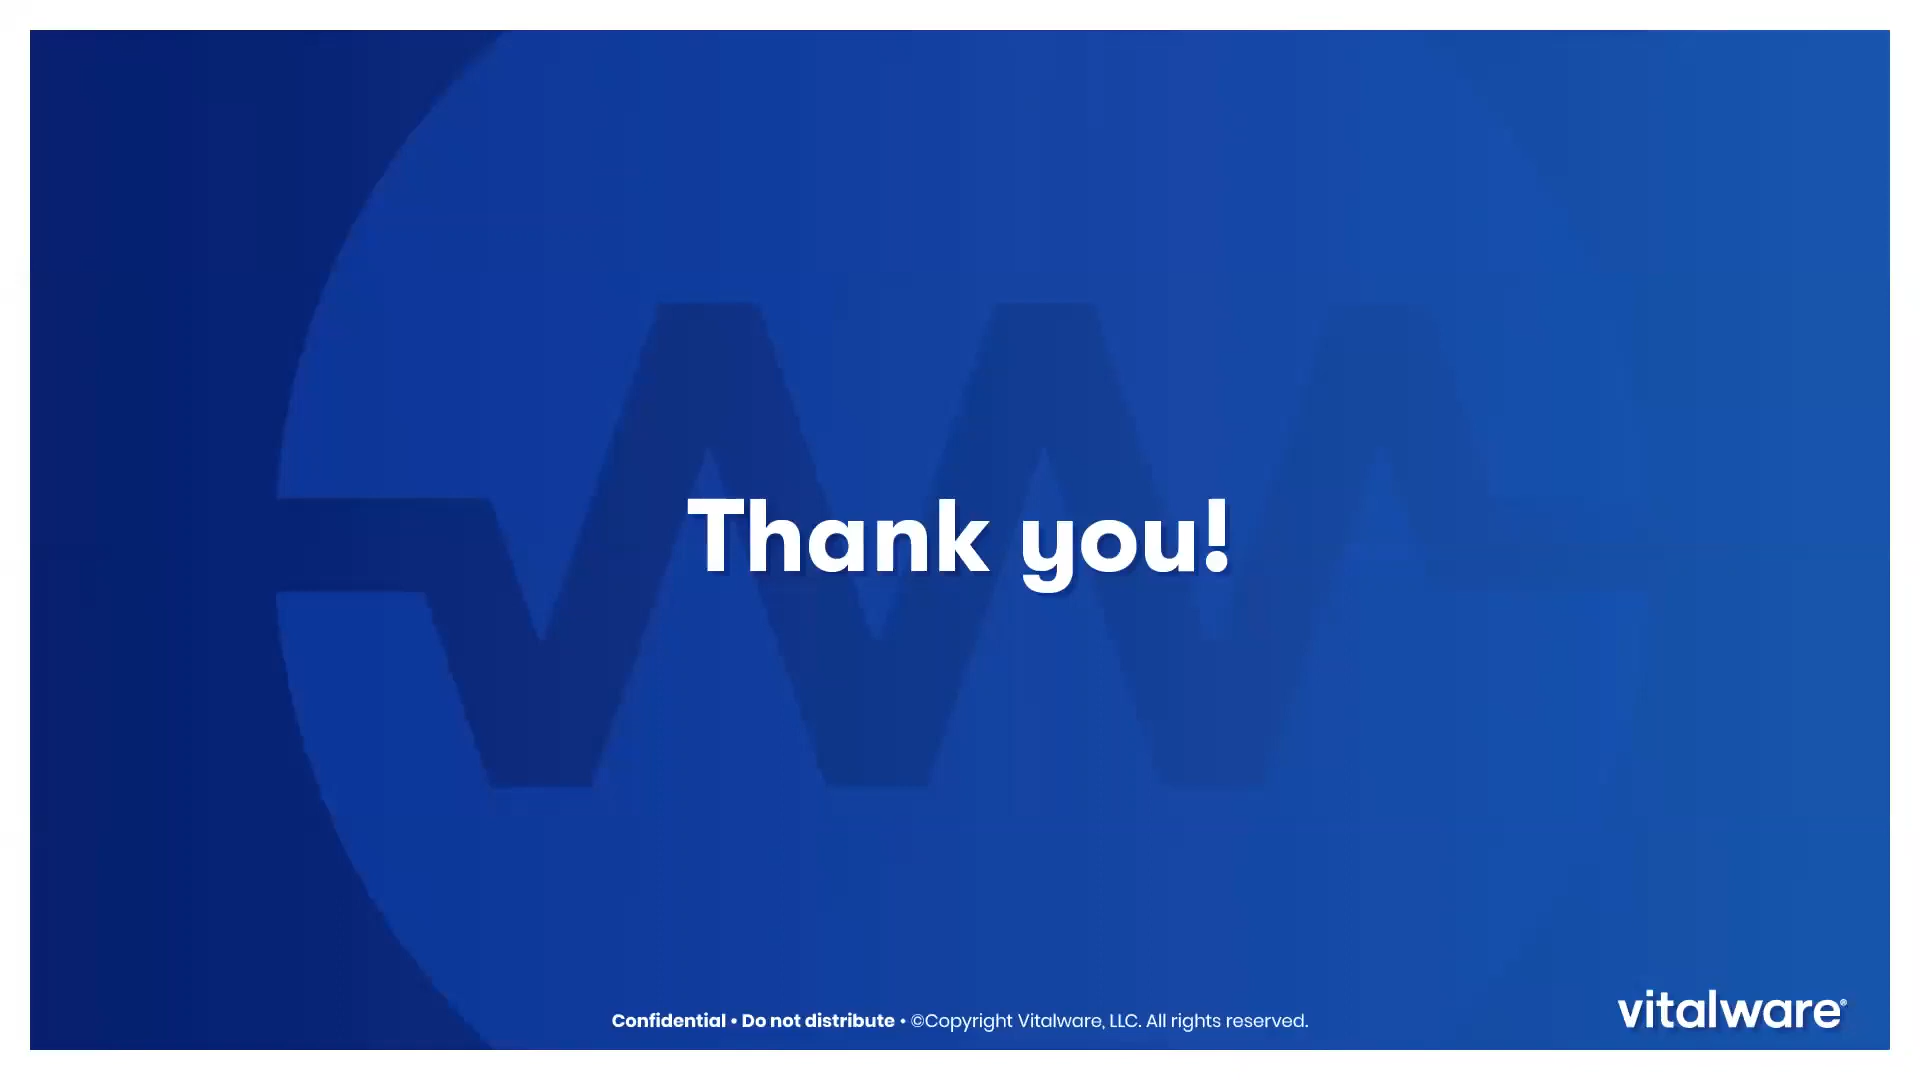 Thank you!
Confidential • Do not distribute • ©Copyright Vitalware, LLC. All rights reserved.
vitalware®